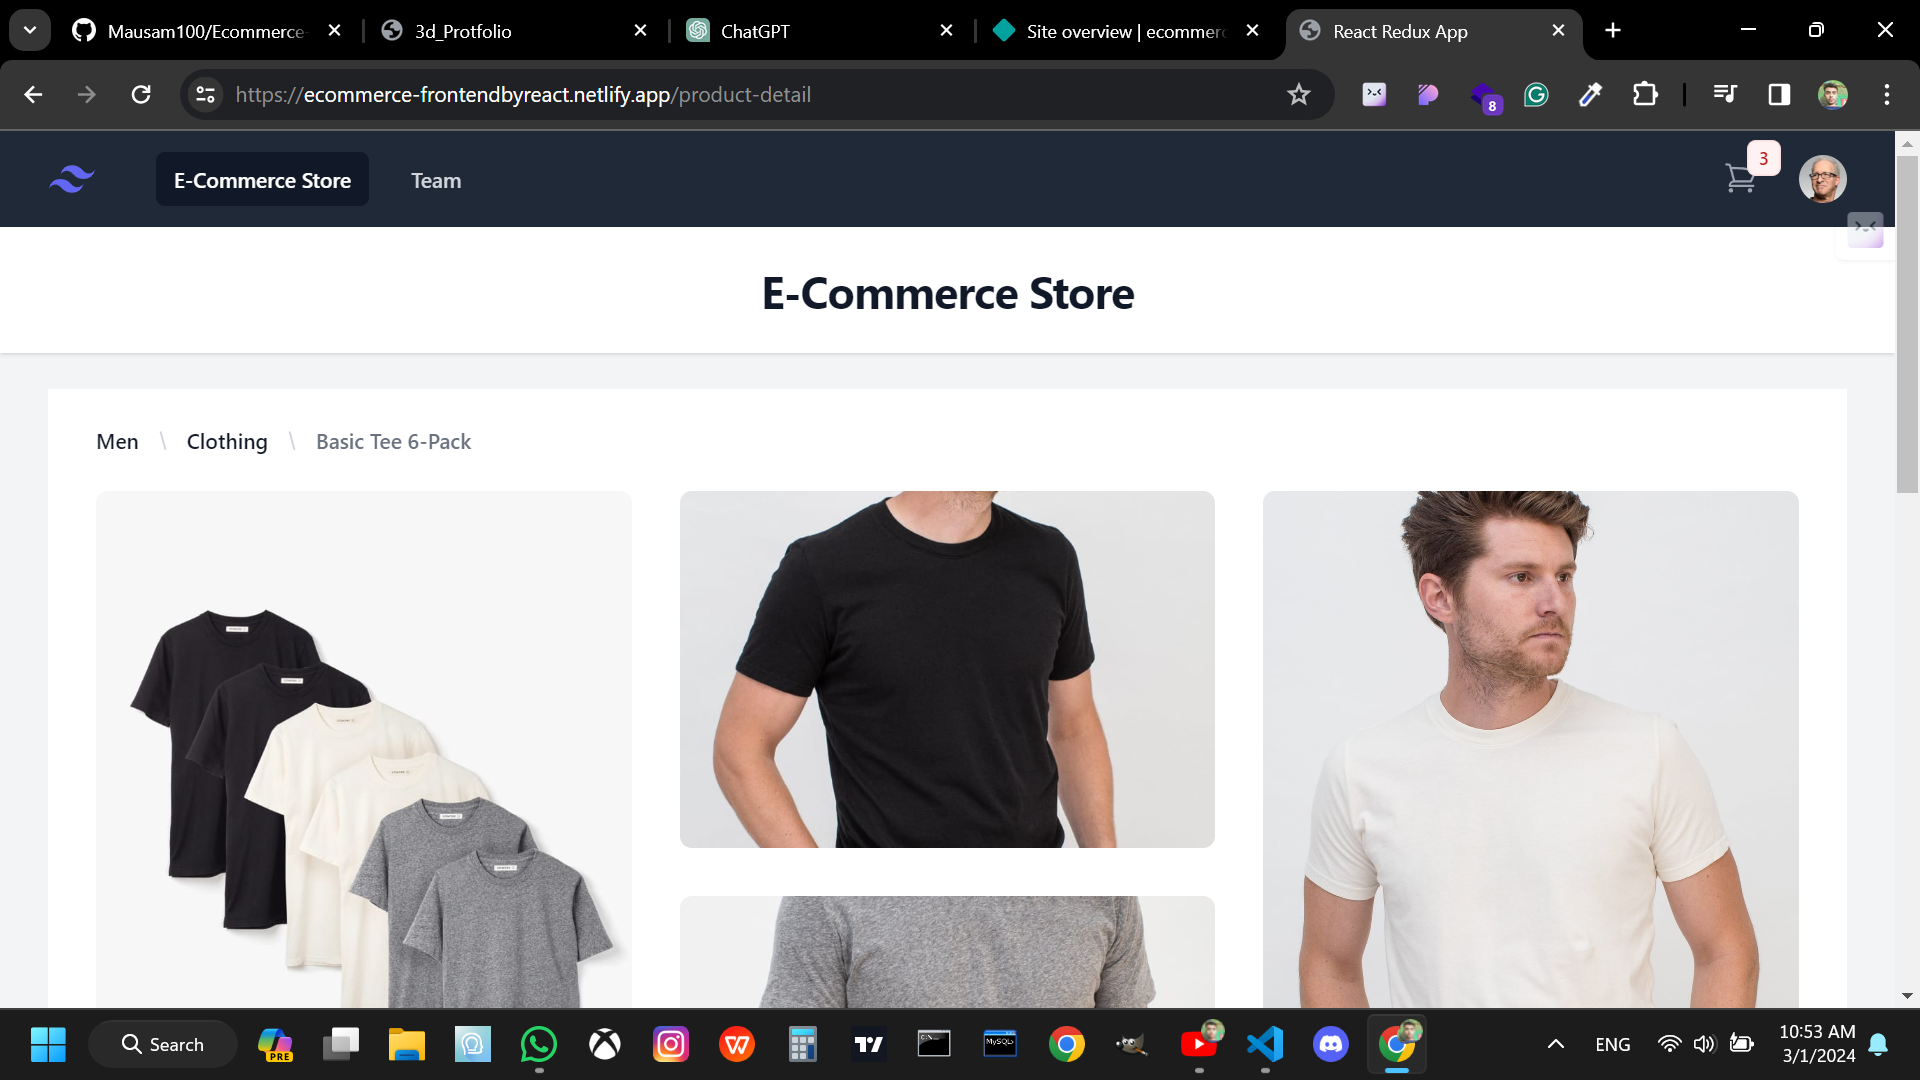 Mausam100/Ecommerce-
3d_Protfolio
ChatGPT
Site overview | ecommerc
React Redux App
https://ecommerce-frontendbyreact.netlify.app/product-detail
8
E-Commerce Store
Team
3
E-Commerce Store
Men \ Clothing \ Basic Tee 6-Pack
Search
PRE
MySQL>
ENG
10:53 AM
3/1/2024